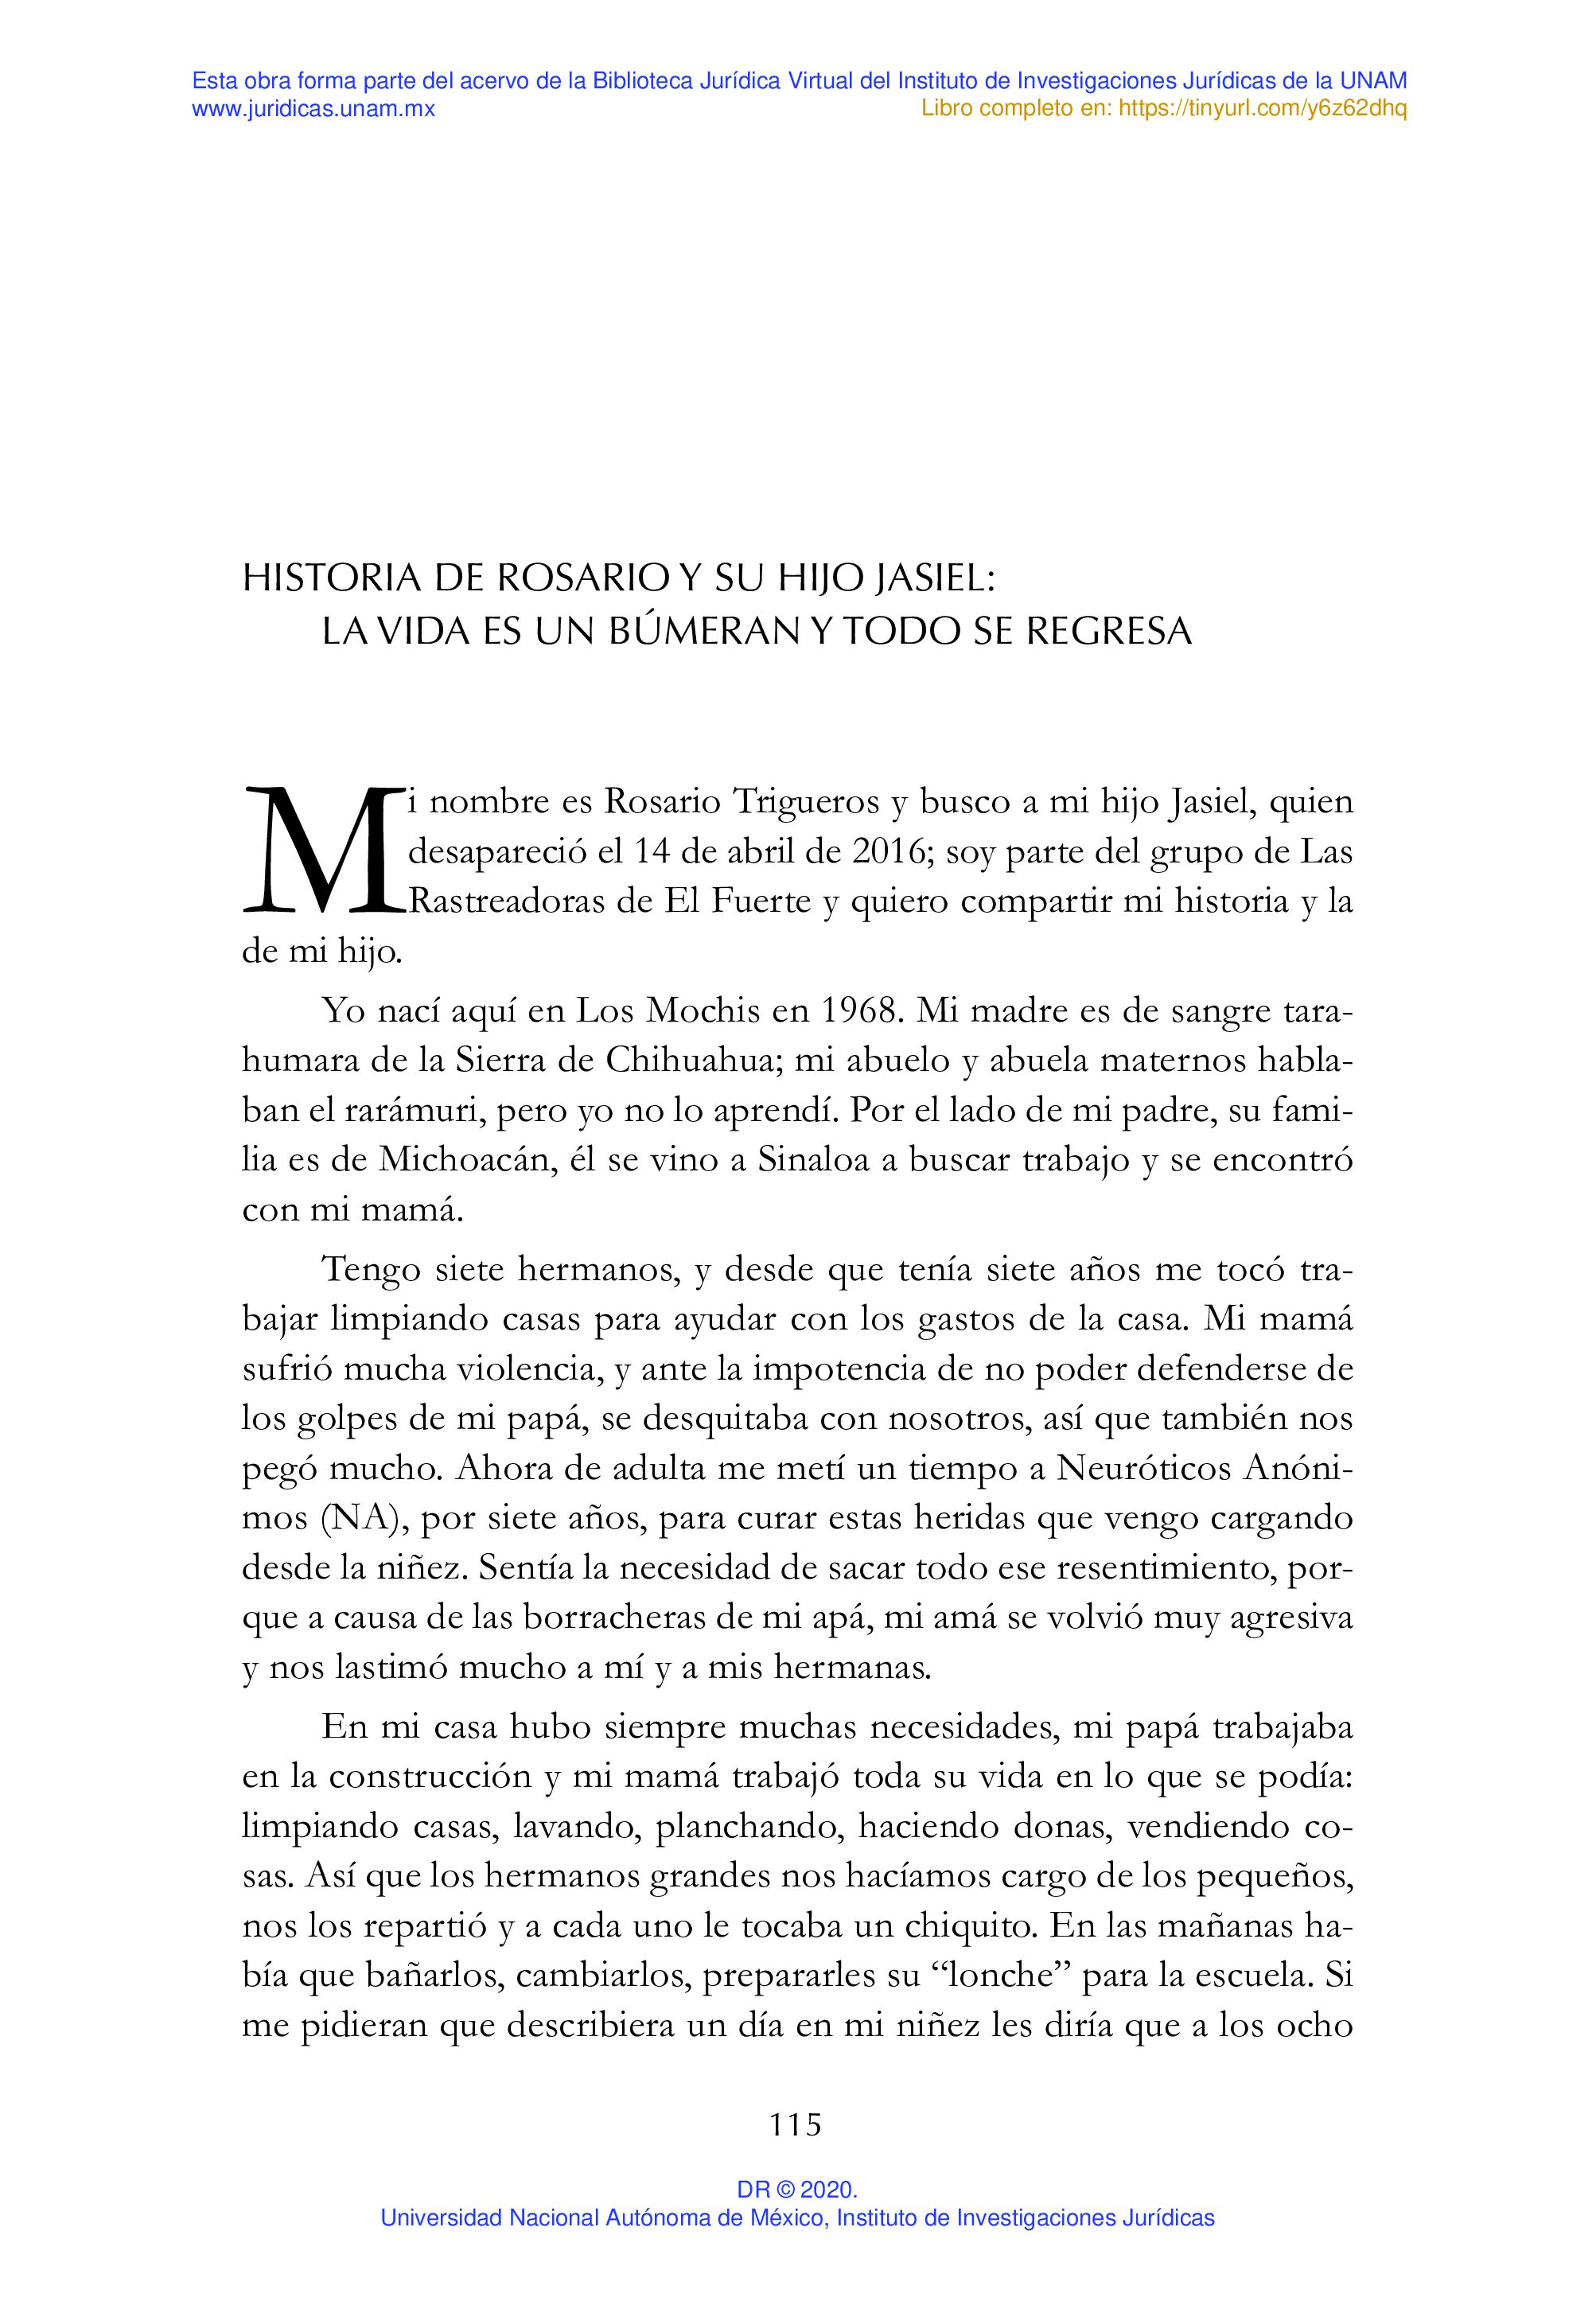 Esta obra forma parte del acervo de la Biblioteca Jurídica Virtual del Instituto de Investigaciones Jurídicas de la UNAM
www.juridicas.unam.mx
Libro completo en: https://tinyurl.com/y6z62dhq
HISTORIA DE ROSARIO Y SU HIJO JASIEL:
LA VIDA ES UN BÚMERAN Y TODO SE REGRESA
Mi nombre es Rosario Trigueros y busco a mi hijo Jasiel, quien
desapareció el 14 de abril de 2016; soy parte del grupo de Las
Rastreadoras de El Fuerte y quiero compartir mi historia y la
de mi hijo.
Yo nací aquí en Los Mochis en 1968. Mi madre es de sangre tara-
humara de la Sierra de Chihuahua; mi abuelo y abuela maternos habla-
ban el rarámuri, pero yo no lo aprendí. Por el lado de mi padre, su fami-
lia es de Michoacán, él se vino a Sinaloa a buscar trabajo y se encontró
con mi mamá.
Tengo siete hermanos, y desde que tenía siete años me tocó tra-
bajar limpiando casas para ayudar con los gastos de la casa. Mi mamá
sufrió mucha violencia, y ante la impotencia de no poder defenderse de
los golpes de mi papá, se desquitaba con nosotros, así que también nos
pegó mucho. Ahora de adulta me metí un tiempo a Neuróticos Anóni-
mos (NA), por siete años, para curar estas heridas que vengo cargando
desde la niñez. Sentía la necesidad de sacar todo ese resentimiento, por-
que a causa de las borracheras de mi apá, mi amá se volvió muy agresiva
y nos lastimó mucho a mí y a mis hermanas.
En mi casa hubo siempre muchas necesidades, mi papá trabajaba
en la construcción y mi mamá trabajó toda su vida en lo que se podía:
limpiando casas, lavando, planchando, haciendo donas, vendiendo co-
sas. Así que los hermanos grandes nos hacíamos cargo de los pequeños,
nos los repartió y a cada uno le tocaba un chiquito. En las mañanas ha-
bía que bañarlos, cambiarlos, prepararles su “lonche” para la escuela. Si
me pidieran que describiera un día en mi niñez les diría que a los ocho
115
DR © 2020.
Universidad Nacional Autónoma de México, Instituto de Investigaciones Jurídicas